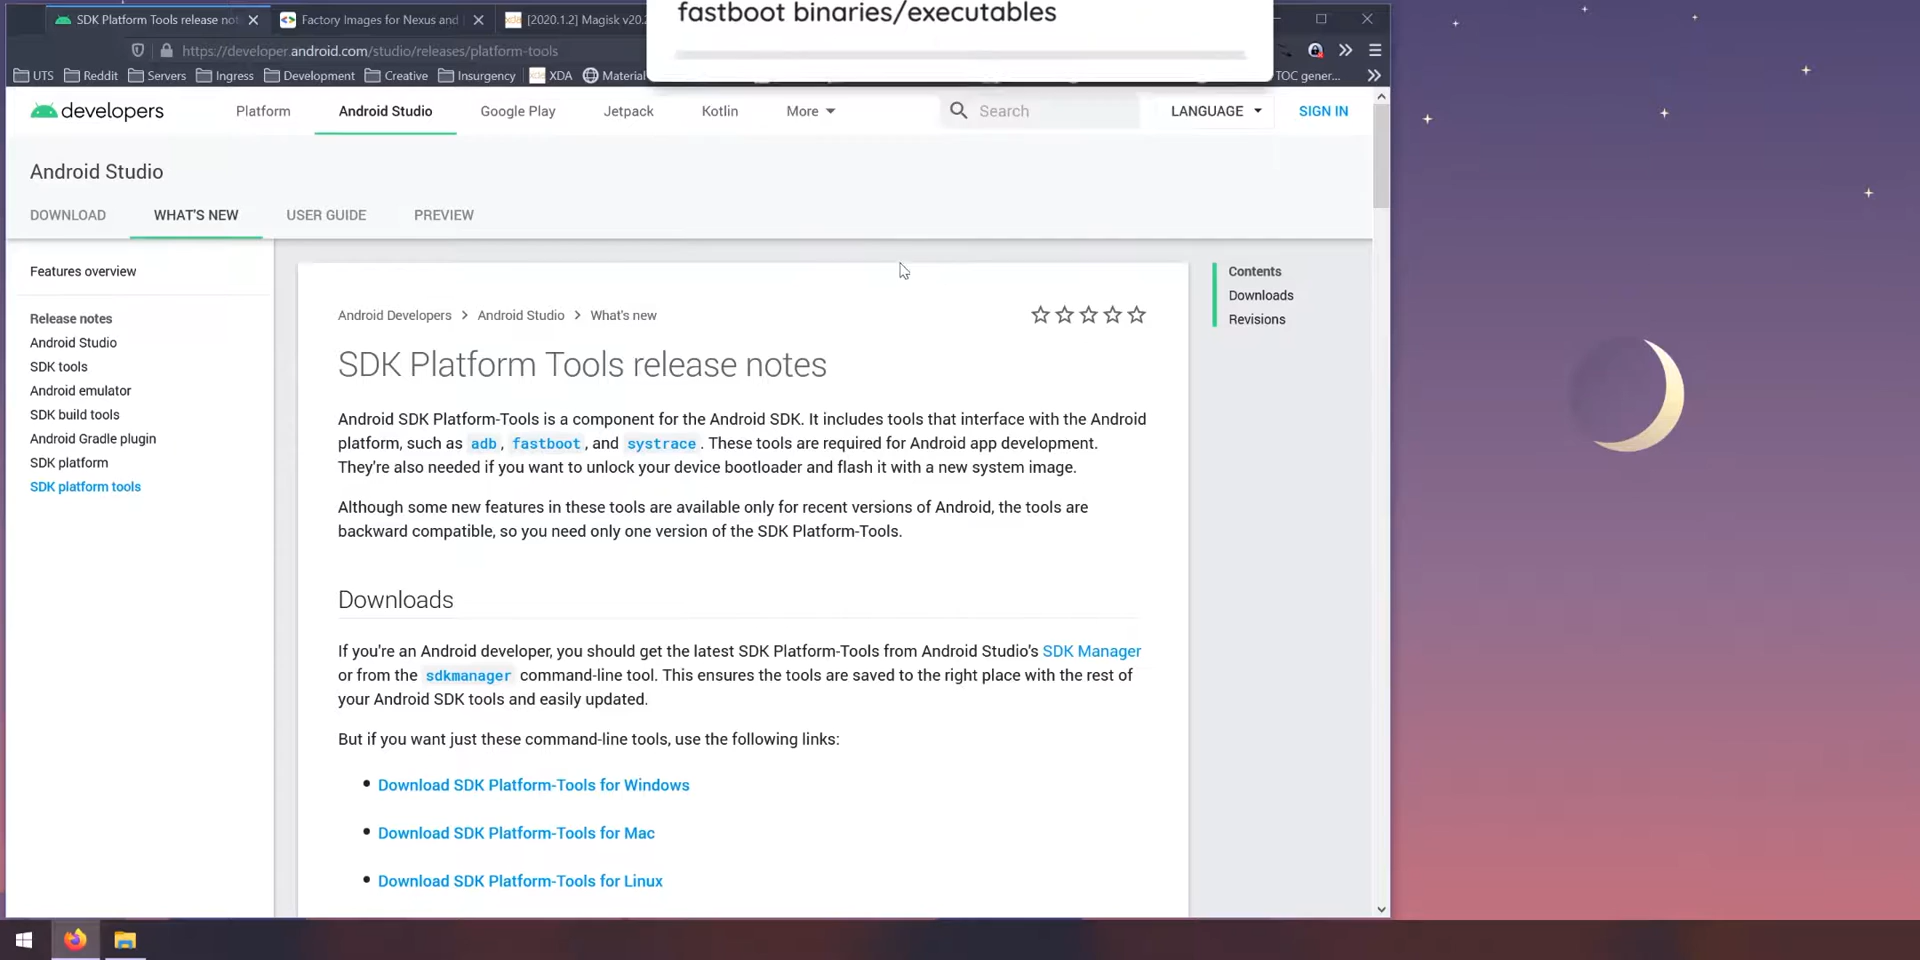 fastboot binaries/executables
SDK Platform Tools release not
Factory Images for Nexus and
[2020.1.2] Magisk v20.2
https://developer.android.com/studio/releases/platform-tools
UTS
Reddit
Servers
Ingress
Development
Creative
Insurgency
XDA
Material
TOC gener...
developers
Platform
Android Studio
Google Play
Jetpack
Kotlin
More
Search
LANGUAGE
SIGN IN
Android Studio
DOWNLOAD
WHAT'S NEW
USER GUIDE
PREVIEW
Features overview
Release notes
Android Studio
SDK tools
Android emulator
SDK build tools
Android Gradle plugin
SDK platform
SDK platform tools
Android Developers > Android Studio > What's new
SDK Platform Tools release notes
Android SDK Platform-Tools is a component for the Android SDK. It includes tools that interface with the Android
platform, such as adb, fastboot, and systrace. These tools are required for Android app development.
They're also needed if you want to unlock your device bootloader and flash it with a new system image.
Although some new features in these tools are available only for recent versions of Android, the tools are
backward compatible, so you need only one version of the SDK Platform-Tools.
Downloads
If you're an Android developer, you should get the latest SDK Platform-Tools from Android Studio's SDK Manager
or from the sdkmanager command-line tool. This ensures the tools are saved to the right place with the rest of
your Android SDK tools and easily updated.
But if you want just these command-line tools, use the following links:
• Download SDK Platform-Tools for Windows
• Download SDK Platform-Tools for Mac
• Download SDK Platform-Tools for Linux
Contents
Downloads
Revisions